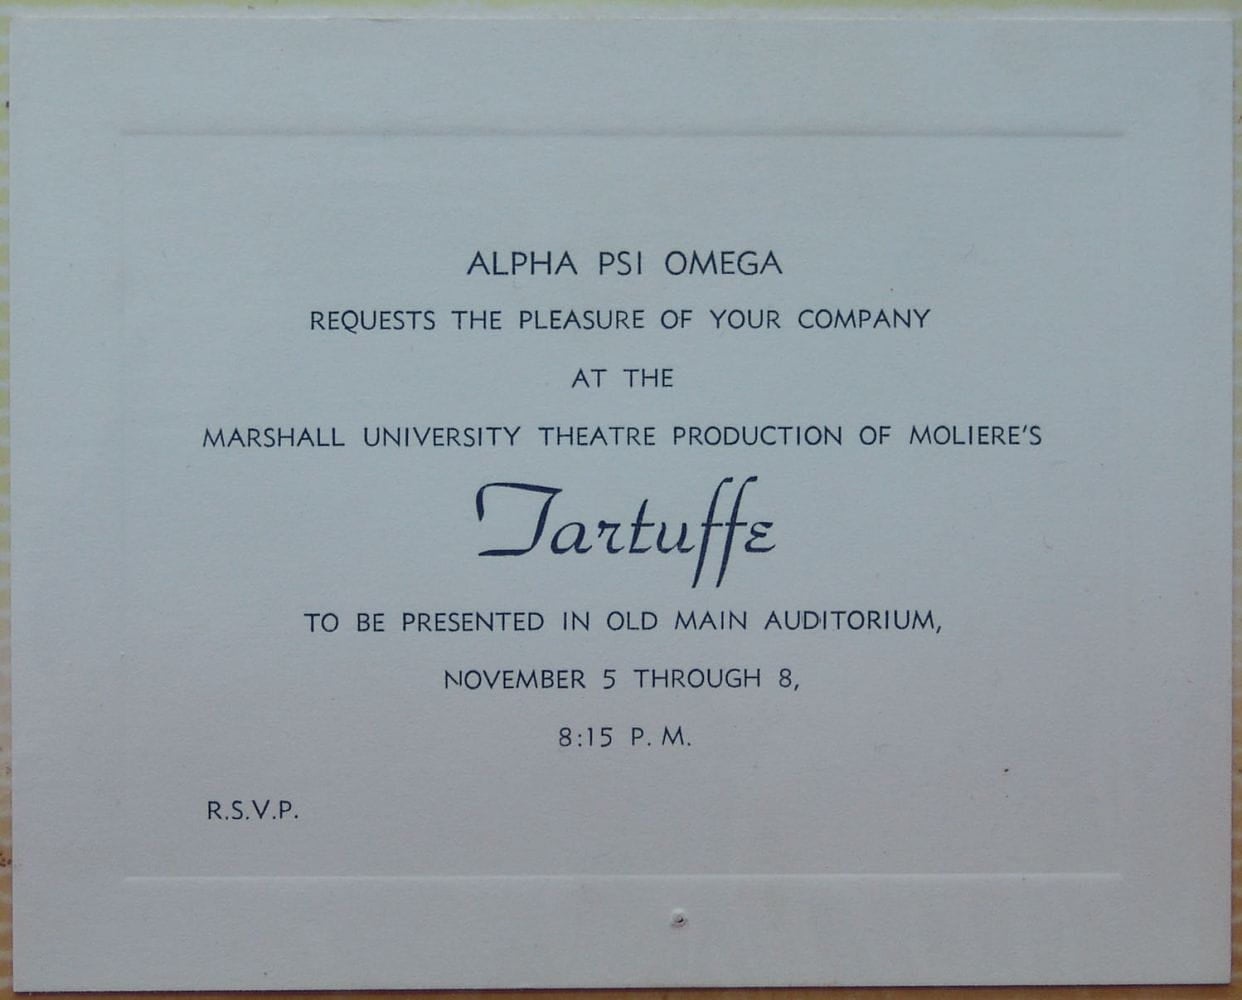 ALPHA PSI OMEGA
REQUESTS THE PLEASURE OF YOUR COMPANY
AT THE
MARSHALL UNIVERSITY THEATRE PRODUCTION OF MOLIERE'S
Tartuffe
TO BE PRESENTED IN OLD MAIN AUDITORIUM,
NOVEMBER 5 THROUGH 8,
8:15 P. M.
R.S.V.P.